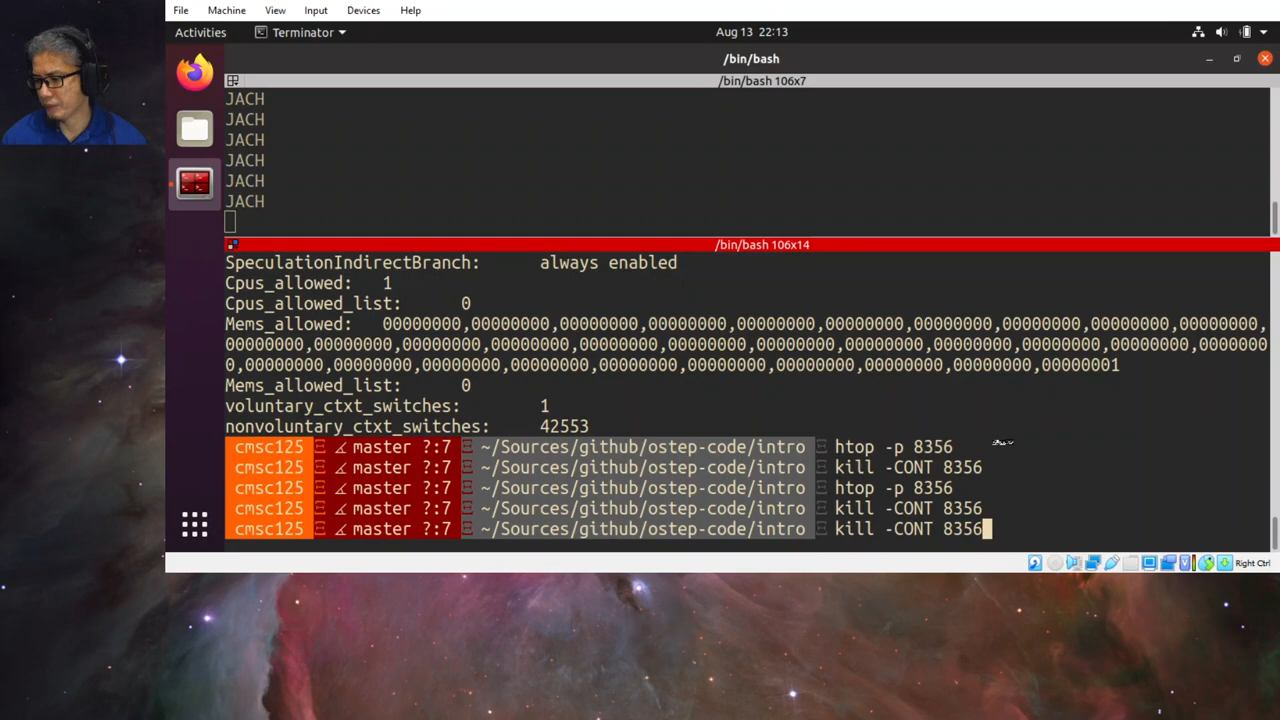 File Machine View Input Devices Help
Activities Terminator Aug 13 22:13
/bin/bash
/bin/bash 106x7
JACH
JACH
JACH
JACH
JACH
JACH
/bin/bash 106x14
SpeculationIndirectBranch: always enabled
Cpus_allowed: 1
Cpus_allowed_list: 0
Mems_allowed: 00000000,00000000,00000000,00000000,00000000,00000000,00000000,00000000,00000000,00000000,
00000000,00000000,00000000,00000000,00000000,00000000,00000000,00000000,00000000,00000000,00000000,0000000
0,00000000,00000000,00000000,00000000,00000000,00000000,00000000,00000000,00000000,00000001
Mems_allowed_list: 0
voluntary_ctxt_switches: 1
nonvoluntary_ctxt_switches: 42553
cmsc125 master ?:7 ~/Sources/github/ostep-code/intro htop -p 8356
cmsc125 master ?:7 ~/Sources/github/ostep-code/intro kill -CONT 8356
cmsc125 master ?:7 ~/Sources/github/ostep-code/intro htop -p 8356
cmsc125 master ?:7 ~/Sources/github/ostep-code/intro kill -CONT 8356
cmsc125 master ?:7 ~/Sources/github/ostep-code/intro kill -CONT 8356
Right Ctrl